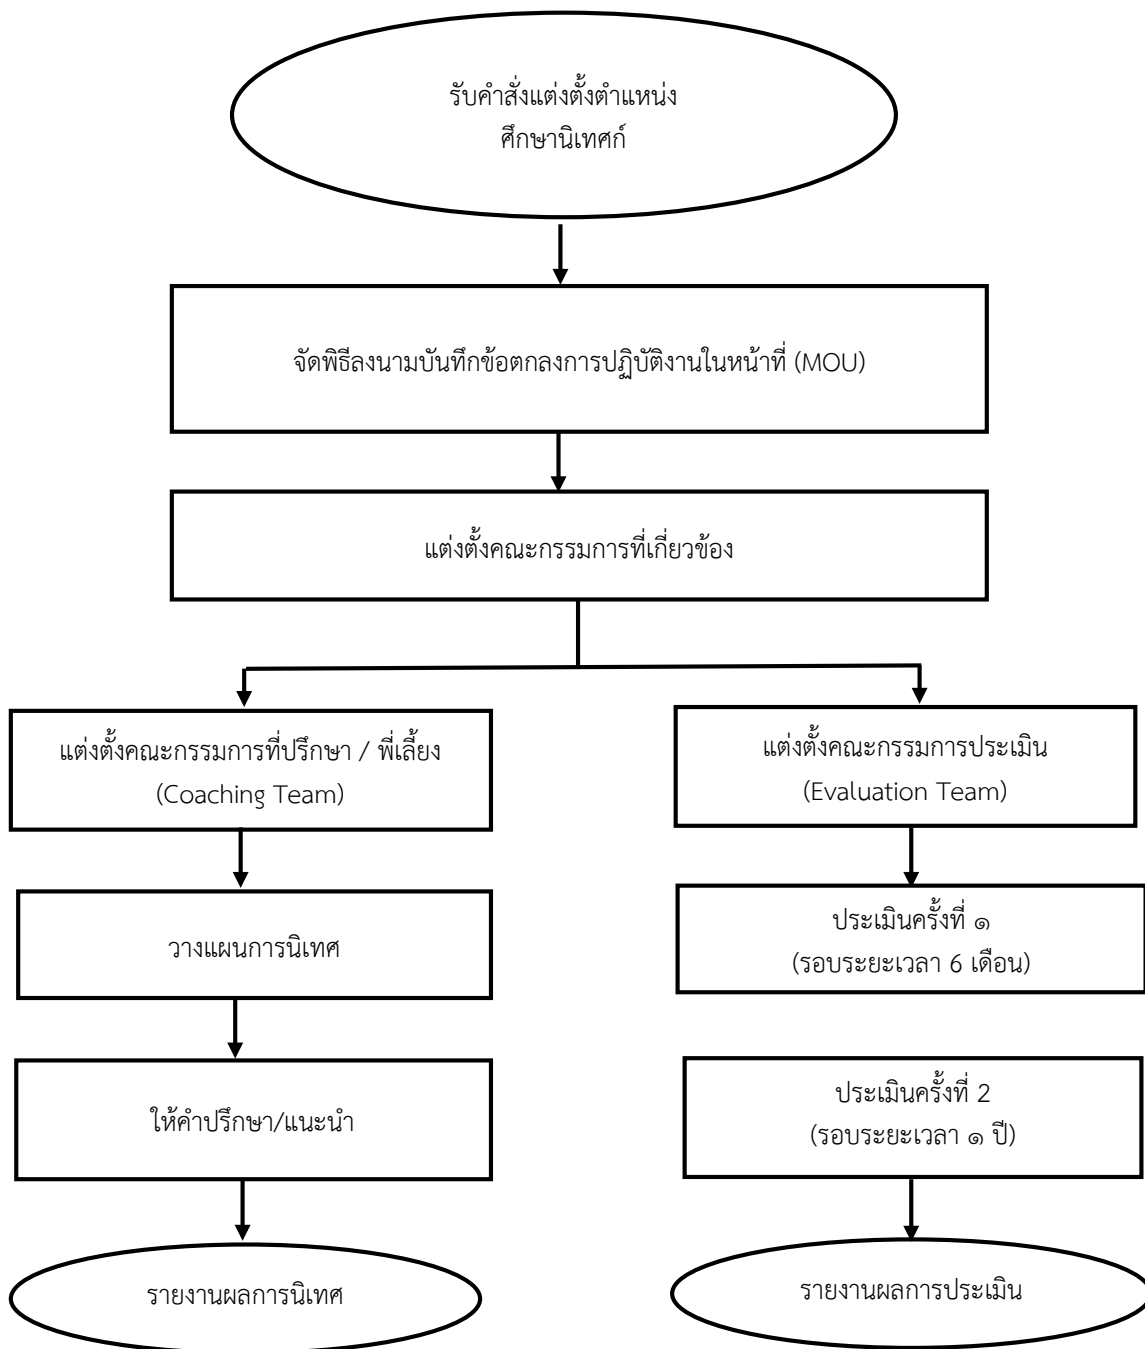 รับคำสั่งแต่งตั้งตำแหน่ง
ศึกษานิเทศก์
จัดพิธีลงนามบันทึกข้อตกลงการปฏิบัติงานในหน้าที่ (MOU)
แต่งตั้งคณะกรรมการที่เกี่ยวข้อง
แต่งตั้งคณะกรรมการที่ปรึกษา / พี่เลี้ยง
(Coaching Team)
วางแผนการนิเทศ
ให้คำปรึกษา/แนะนำ
รายงานผลการนิเทศ
แต่งตั้งคณะกรรมการประเมิน
(Evaluation Team)
ประเมินครั้งที่ ๑
(รอบระยะเวลา 6 เดือน)
ประเมินครั้งที่ 2
(รอบระยะเวลา ๑ ปี)
รายงานผลการประเมิน